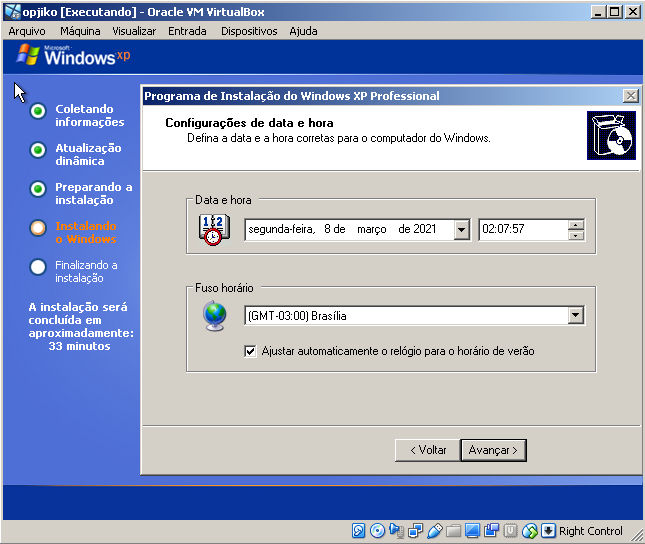 opjiko [Executando] - Oracle VM VirtualBox
Arquivo Máquina Visualizar Entrada Dispositivos Ajuda
Microsoft
Windows xp
Coletando
informações
Atualização
dinâmica
Preparando a
instalação
Instalando
o Windows
Finalizando a
instalação
A instalação será
concluída em
aproximadamente:
33 minutos
Programa de Instalação do Windows XP Professional
Configurações de data e hora
Defina a data e a hora corretas para o computador do Windows.
Data e hora
1 2
segunda-feira, 8 de março de 2021 02:07:57
Fuso horário
(GMT-03:00) Brasília
Ajustar automaticamente o relógio para o horário de verão
< Voltar Avançar >
Right Control